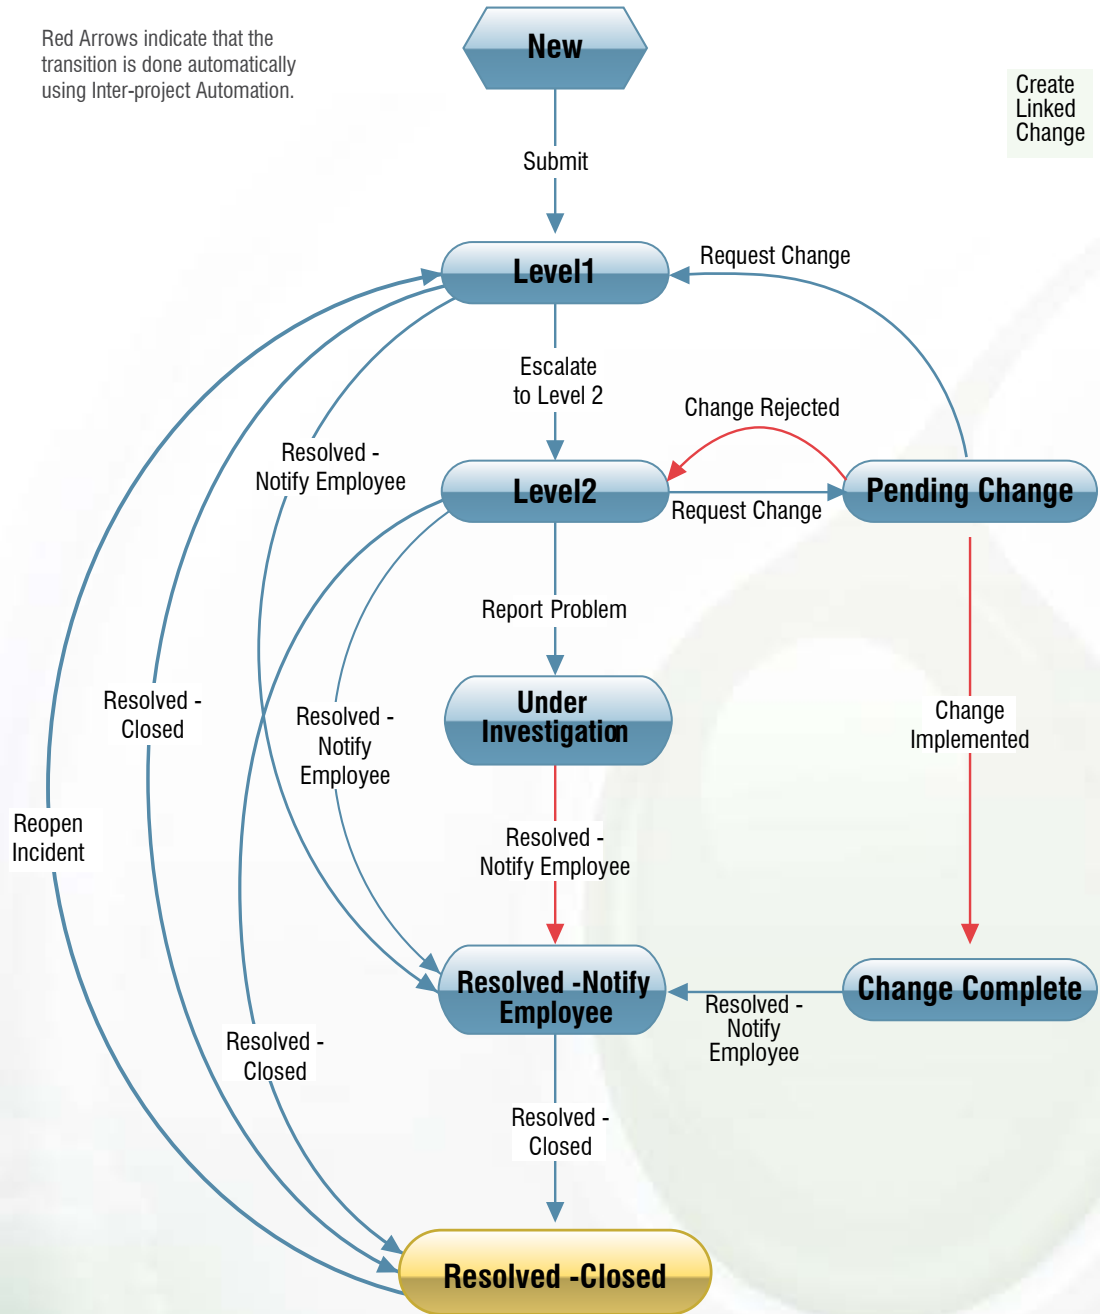 Red Arrows indicate that the
transition is done automatically
using Inter-project Automation.
New
Create
Linked
Change
Submit
Level1
Request Change
Escalate
to Level 2
Change Rejected
Resolved -
Notify Employee
Level2
Pending Change
Request Change
Report Problem
Under
Investigation
Resolved -
Closed
Resolved -
Notify
Employee
Change
Implemented
Reopen
Incident
Resolved -
Notify Employee
Resolved -Notify
Employee
Change Complete
Resolved -
Notify
Employee
Resolved -
Closed
Resolved -
Closed
Resolved -Closed